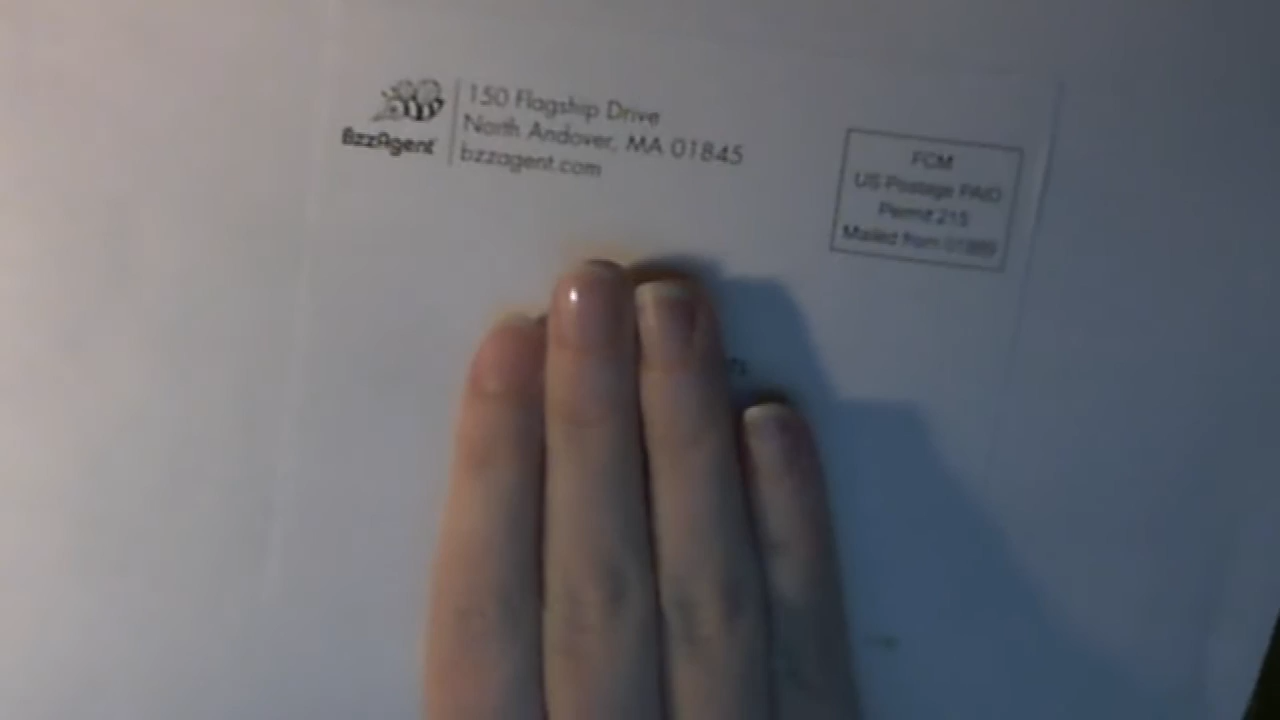 BzzAgent
150 Flagship Drive
North Andover, MA 01845
bzzagent.com
FCM
US Postage PAID
Permit 215
Mailed from